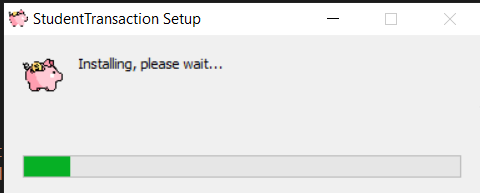 StudentTransaction Setup
Installing, please wait...